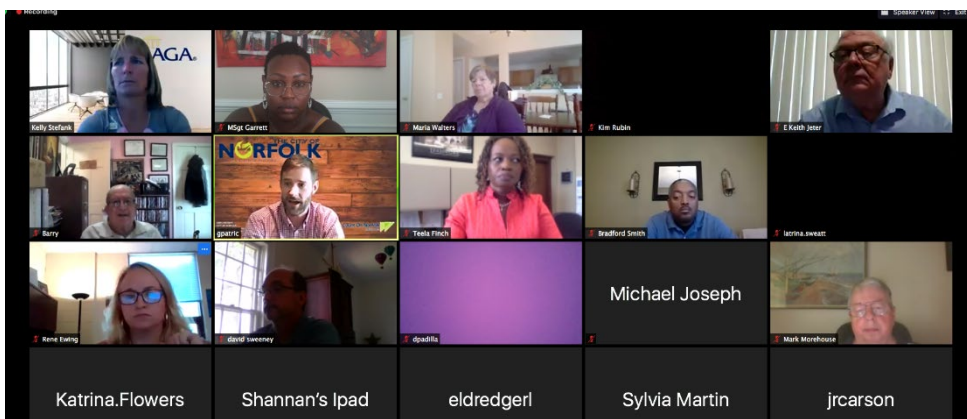 Recording
Speaker View
Exit
AGA.
Kelly Stefank
MSgt Garrett
Maria Walters
Kim Rubin
E Keith Jeter
Barry
NORFOLK
gpatric
Teela Finch
Bradford Smith
latrina.sweatt
Rene Ewing
david sweeney
dpadilla
Michael Joseph
Mark Morehouse
Katrina.Flowers
Shannan's Ipad
eldredgerl
Sylvia Martin
jrcarson